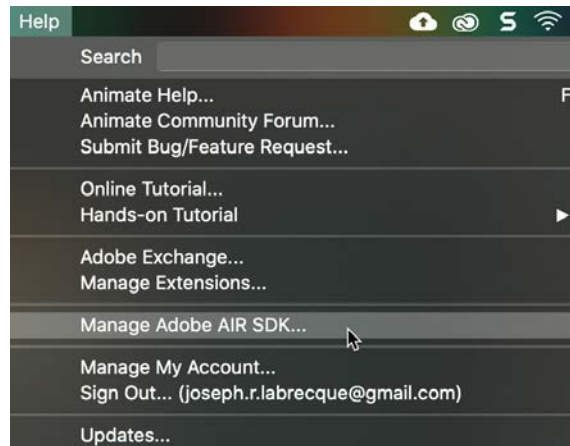 Help
Search
Animate Help...
F
Animate Community Forum...
Submit Bug/Feature Request...
Online Tutorial...
Hands-on Tutorial
Adobe Exchange...
Manage Extensions...
Manage Adobe AIR SDK...
Manage My Account...
Sign Out... (joseph.r.labrecque@gmail.com)
Updates...